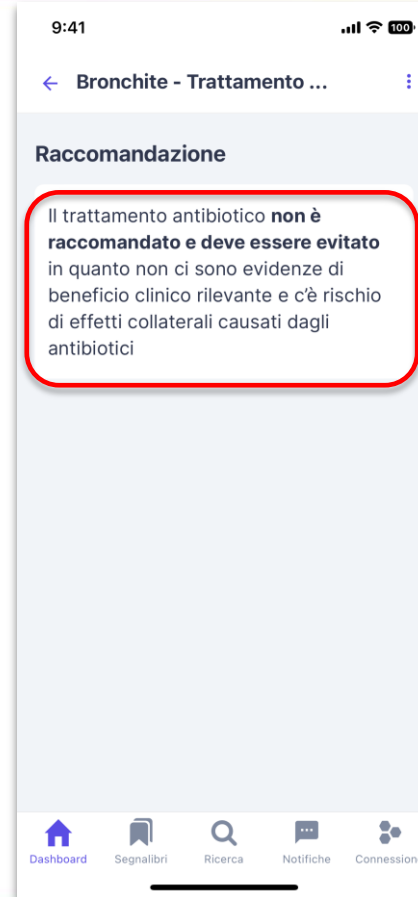 9:41
100
Bronchite - Trattamento ...
Raccomandazione
Il trattamento antibiotico non è
raccomandato e deve essere evitato
in quanto non ci sono evidenze di
beneficio clinico rilevante e c'è rischio
di effetti collaterali causati dagli
antibiotici
Dashboard Segnalibri Ricerca Notifiche Connession